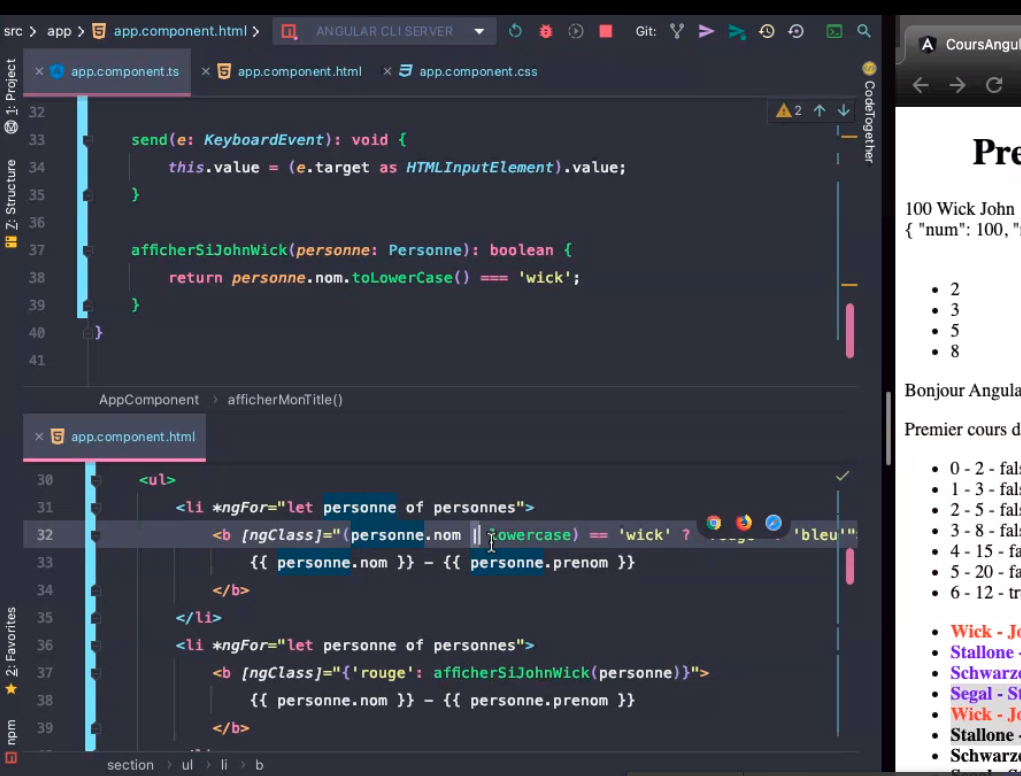 src > app > app.component.html >
ANGULAR CLI SERVER
Git:
app.component.ts
app.component.html
app.component.css
1: Project
Z: Structure
2: Favorites
npm
CodeTogether
2
32
33 send(e: KeyboardEvent): void {
34 this.value = (e.target as HTMLInputElement).value;
35 }
36
37 afficherSiJohnWick(personne: Personne): boolean {
38 return personne.nom.toLowerCase() === 'wick';
39 }
40 }
41
AppComponent > afficherMonTitle()
app.component.html
30 <ul>
31 <li *ngFor="let personne of personnes">
32 <b [ngClass]="(personne.nom | lowercase) == 'wick' ? 'bleu'"
33 {{ personne.nom }} – {{ personne.prenom }}
34 </b>
35 </li>
36 <li *ngFor="let personne of personnes">
37 <b [ngClass]="{'rouge': afficherSiJohnWick(personne)}">
38 {{ personne.nom }} – {{ personne.prenom }}
39 </b>
section > ul > li > b
CoursAngul
Pre
100 Wick John
{ "num": 100, "
2
3
5
8
Bonjour Angula
Premier cours d
0 - 2 - fals
1 - 3 - fals
2 - 5 - fals
3 - 8 - fals
4 - 15 - fa
5 - 20 - fa
6 - 12 - tr
Wick - Jo
Stallone -
Schwarze
Segal - St
Wick - Jo
Stallone -
Schwarze